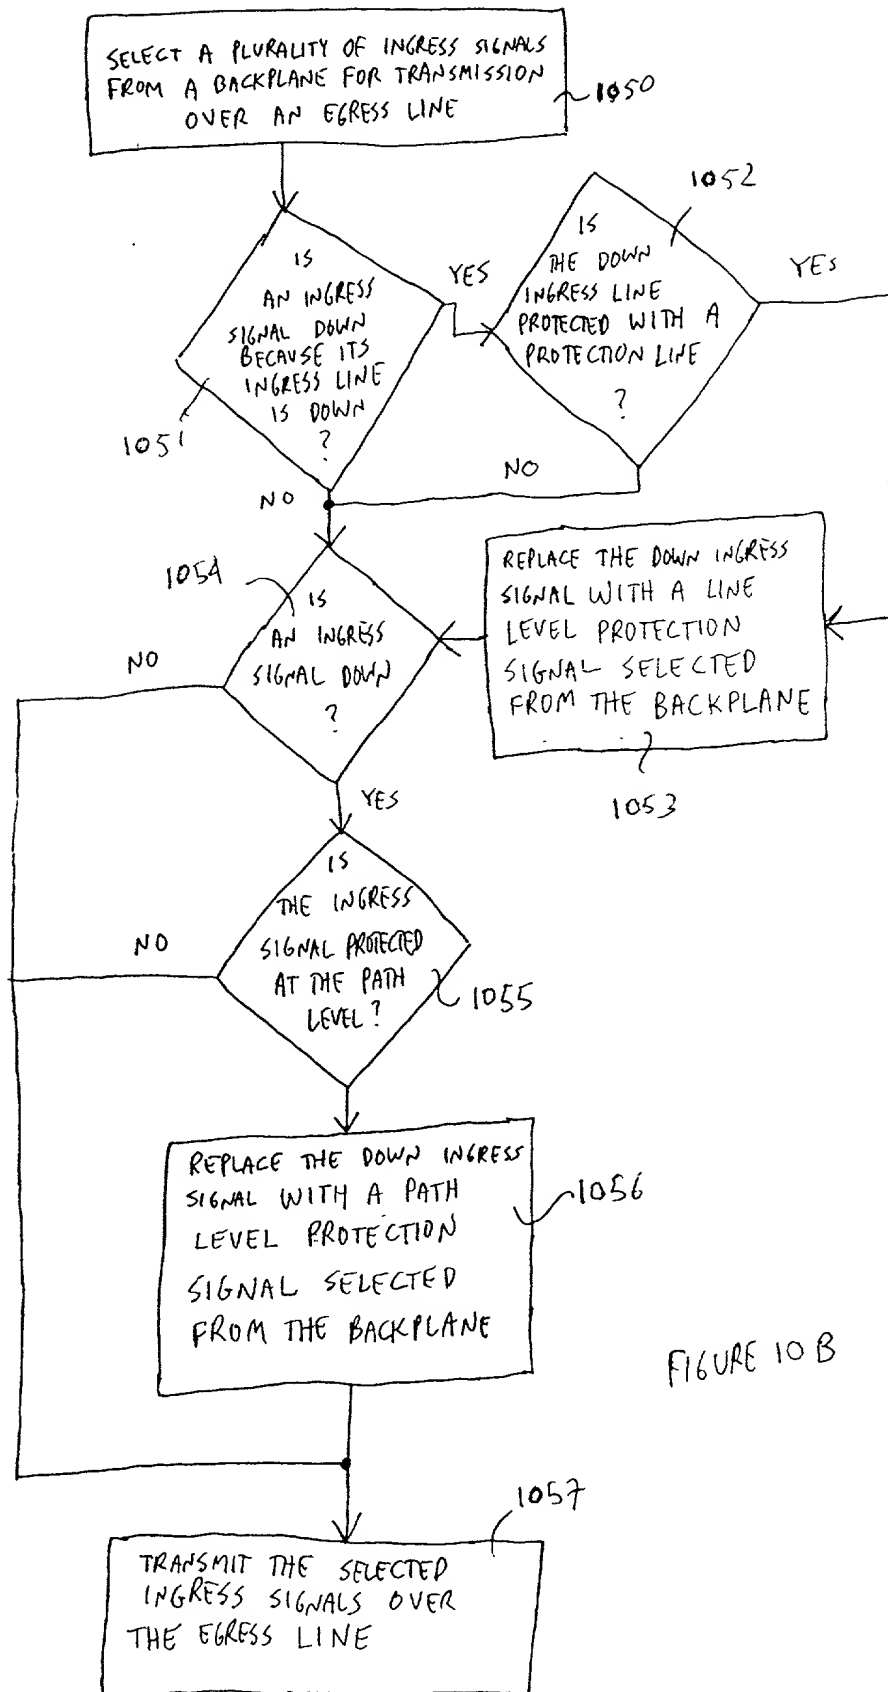 SELECT A PLURALITY OF INGRESS SIGNALS
FROM A BACKPLANE FOR TRANSMISSION
OVER AN EGRESS LINE
1050
IS
AN INGRESS
SIGNAL DOWN
BECAUSE ITS
INGRESS LINE
IS DOWN
?
1051
YES
NO
1052
IS
THE DOWN
INGRESS LINE
PROTECTED WITH A
PROTECTION LINE
?
YES
NO
REPLACE THE DOWN INGRESS
SIGNAL WITH A LINE
LEVEL PROTECTION
SIGNAL SELECTED
FROM THE BACKPLANE
1053
1054
IS
AN INGRESS
SIGNAL DOWN
?
NO
YES
IS
THE INGRESS
SIGNAL PROTECTED
AT THE PATH
LEVEL?
1055
NO
REPLACE THE DOWN INGRESS
SIGNAL WITH A PATH
LEVEL PROTECTION
SIGNAL SELECTED
FROM THE BACKPLANE
1056
FIGURE 10B
1057
TRANSMIT THE SELECTED
INGRESS SIGNALS OVER
THE EGRESS LINE